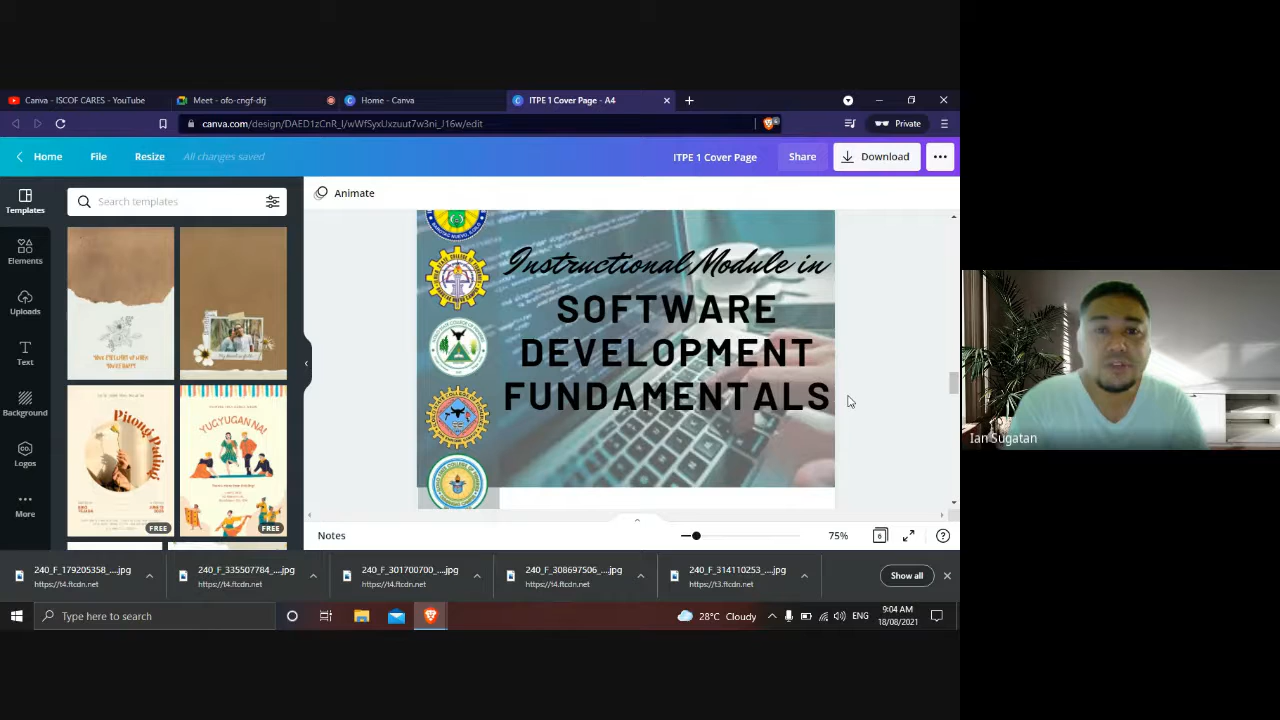 Canva - ISCOF CARES - YouTube
Meet - ofo-cngf-drj
Home - Canva
ITPE 1 Cover Page - A4
canva.com/design/DAED1zCnR_I/wWfSyxUxzuut7w3ni_J16w/edit
Private
Home
File
Resize
All changes saved
ITPE 1 Cover Page
Share
Download
Templates
Search templates
Animate
Elements
Uploads
Text
Background
Logos
More
Pitong Pating
YUGYUGAN NA!
FREE
FREE
Instructional Module in
SOFTWARE
DEVELOPMENT
FUNDAMENTALS
Ian Sugatan
Notes
75%
6
240_F_179205358_....jpg
https://t4.ftcdn.net
240_F_335507784_....jpg
https://t4.ftcdn.net
240_F_301700700_....jpg
https://t4.ftcdn.net
240_F_308697506_....jpg
https://t4.ftcdn.net
240_F_314110253_....jpg
https://t3.ftcdn.net
Show all
Type here to search
28°C Cloudy
ENG
9:04 AM
18/08/2021